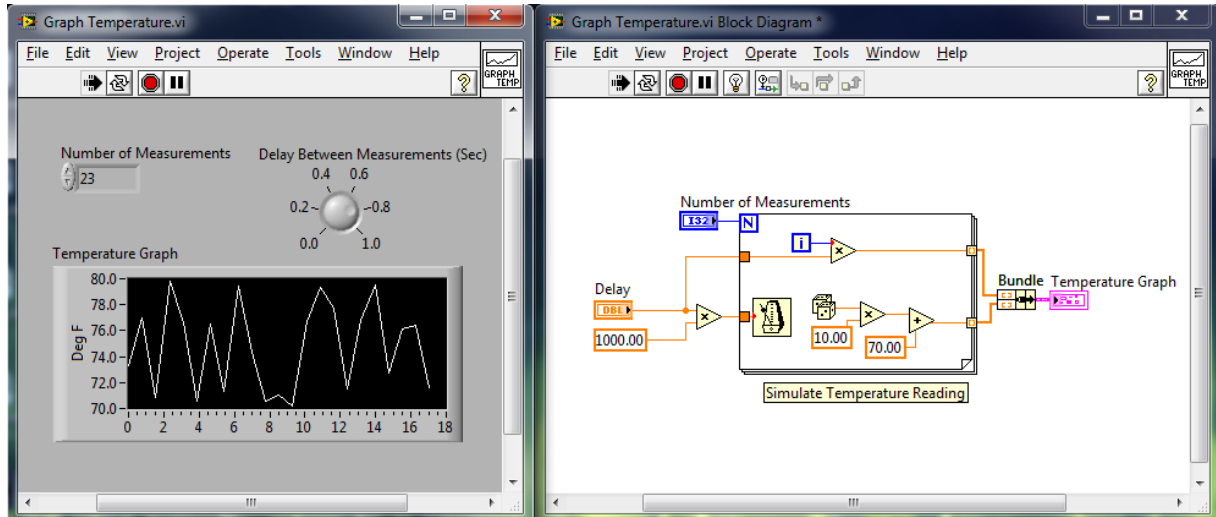 Graph Temperature.vi
File Edit View Project Operate Tools Window Help
GRAPH
TEMP
Number of Measurements
23
Delay Between Measurements (Sec)
0.4 0.6
0.2 0.8
0.0 1.0
Temperature Graph
80.0
78.0
76.0
74.0
72.0
70.0
Deg F
0 2 4 6 8 10 12 14 16 18
Graph Temperature.vi Block Diagram *
File Edit View Project Operate Tools Window Help
GRAPH
TEMP
Number of Measurements
I32
N
i
Delay
DBL
1000.00
10.00
70.00
Bundle
Temperature Graph
Simulate Temperature Reading